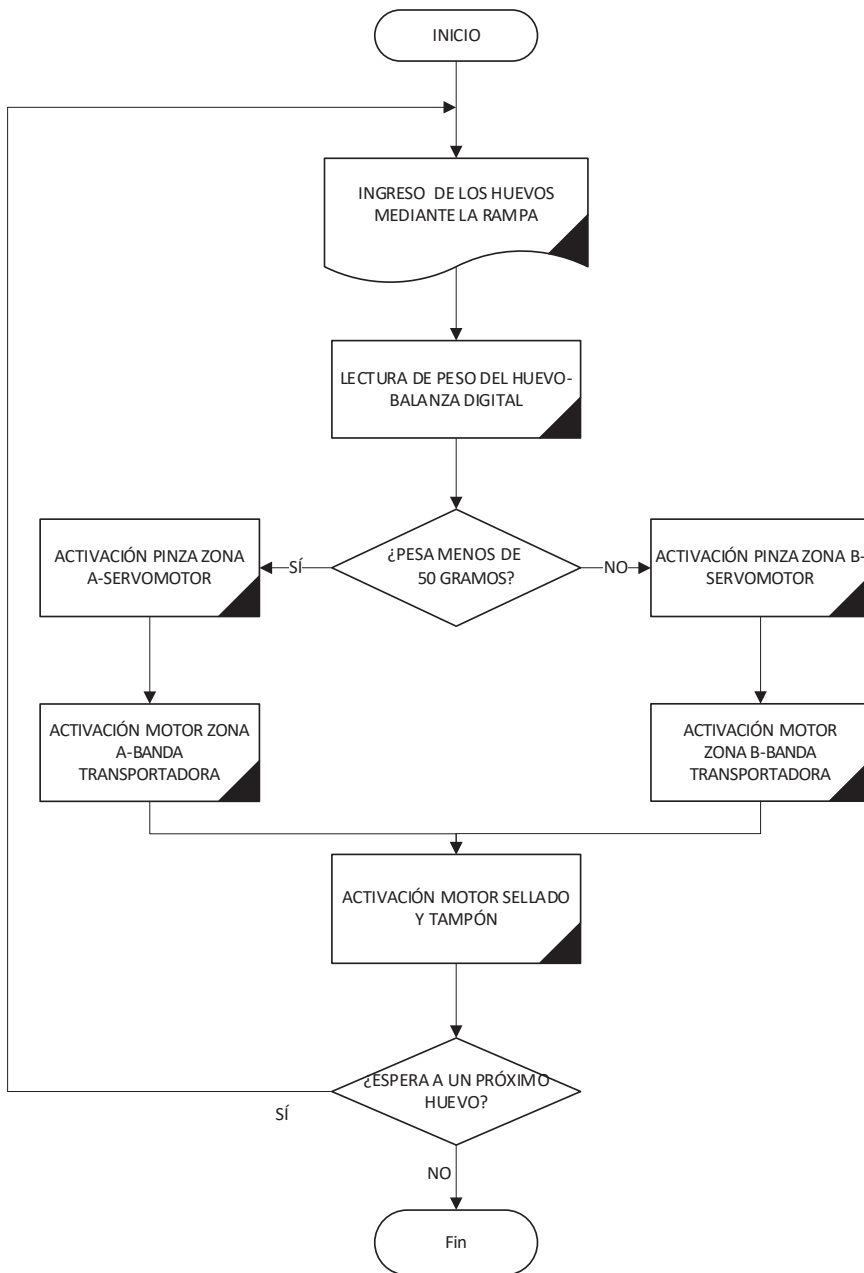 INICIO
INGRESO DE LOS HUEVOS
MEDIANTE LA RAMPA
LECTURA DE PESO DEL HUEVO-
BALANZA DIGITAL
¿PESA MENOS DE
50 GRAMOS?
SÍ
NO
ACTIVACIÓN PINZA ZONA
A-SERVOMOTOR
ACTIVACIÓN PINZA ZONA B-
SERVOMOTOR
ACTIVACIÓN MOTOR ZONA
A-BANDA
TRANSPORTADORA
ACTIVACIÓN MOTOR
ZONA B-BANDA
TRANSPORTADORA
ACTIVACIÓN MOTOR SELLADO
Y TAMPÓN
¿ESPERA A UN PRÓXIMO
HUEVO?
SÍ
NO
Fin